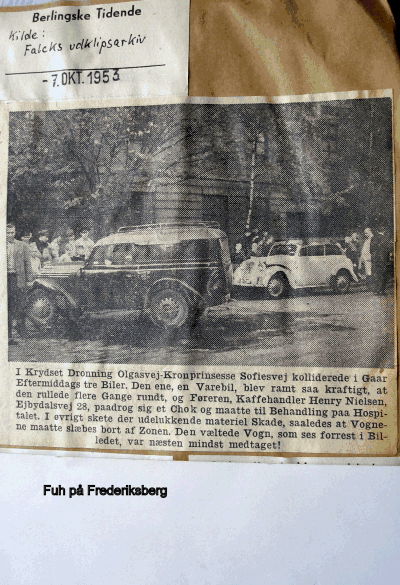 Berlingske Tidende
Kilde:
Falcks udklipsarkiv
- 7. OKT. 1953
I Krydset Dronning Olgasvej-Kronprinsesse Sofiesvej kolliderede i Gaar
Eftermiddags tre Biler. Den ene, en Varebil, blev ramt saa kraftigt, at
den rullede flere Gange rundt, og Føreren, Kaffehandler Henry Nielsen,
Ejbydalsvej 28, paadrog sig et Chok og maatte til Behandling paa Hospi-
talet. I øvrigt skete der udelukkende materiel Skade, saaledes at Vogne-
ne maatte slæbes bort af Zonen. Den væltede Vogn, som ses forrest i Bil-
ledet, var næsten mindst medtaget!
Fuh på Frederiksberg